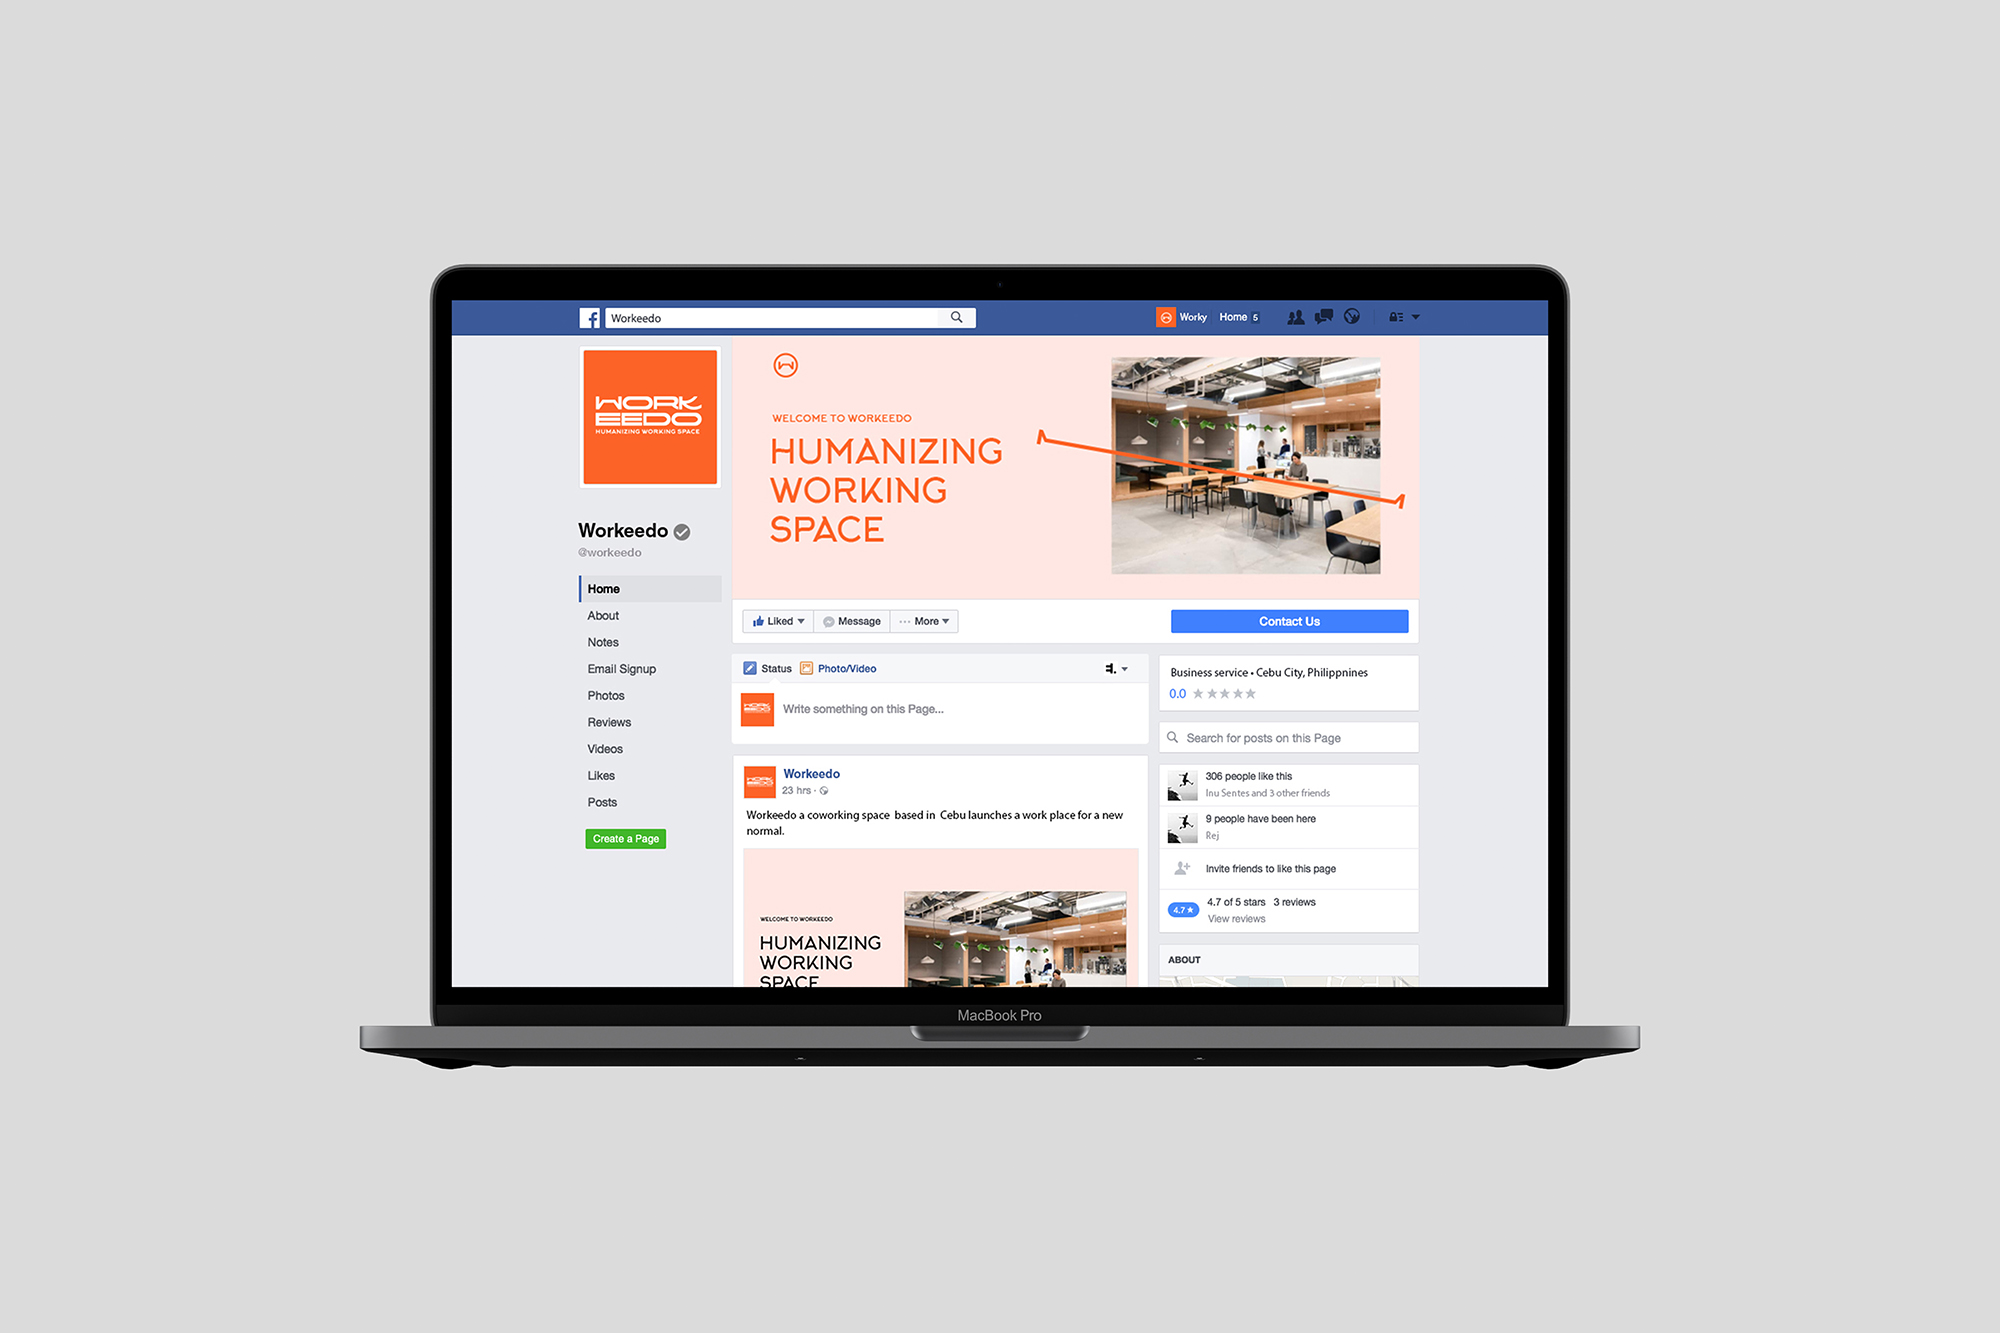 Workeedo
Worky Home 5
WORK
EEDO
HUMANIZING WORKING SPACE
Workeedo
@workeedo
Home
About
Notes
Email Signup
Photos
Reviews
Videos
Likes
Posts
Create a Page
WELCOME TO WORKEEDO
HUMANIZING
WORKING
SPACE
Liked
Message
··· More
Contact Us
Status Photo/Video
WORK
EEDO
Write something on this Page...
WORK
EEDO
Workeedo
23 hrs ·
Workeedo a coworking space based in Cebu launches a work place for a new
normal.
WELCOME TO WORKEEDO
HUMANIZING
WORKING
SPACE
Business service • Cebu City, Philippnines
0.0
Search for posts on this Page
306 people like this
Inu Sentes and 3 other friends
9 people have been here
Rej
Invite friends to like this page
4.7 ★
4.7 of 5 stars 3 reviews
View reviews
ABOUT
MacBook Pro